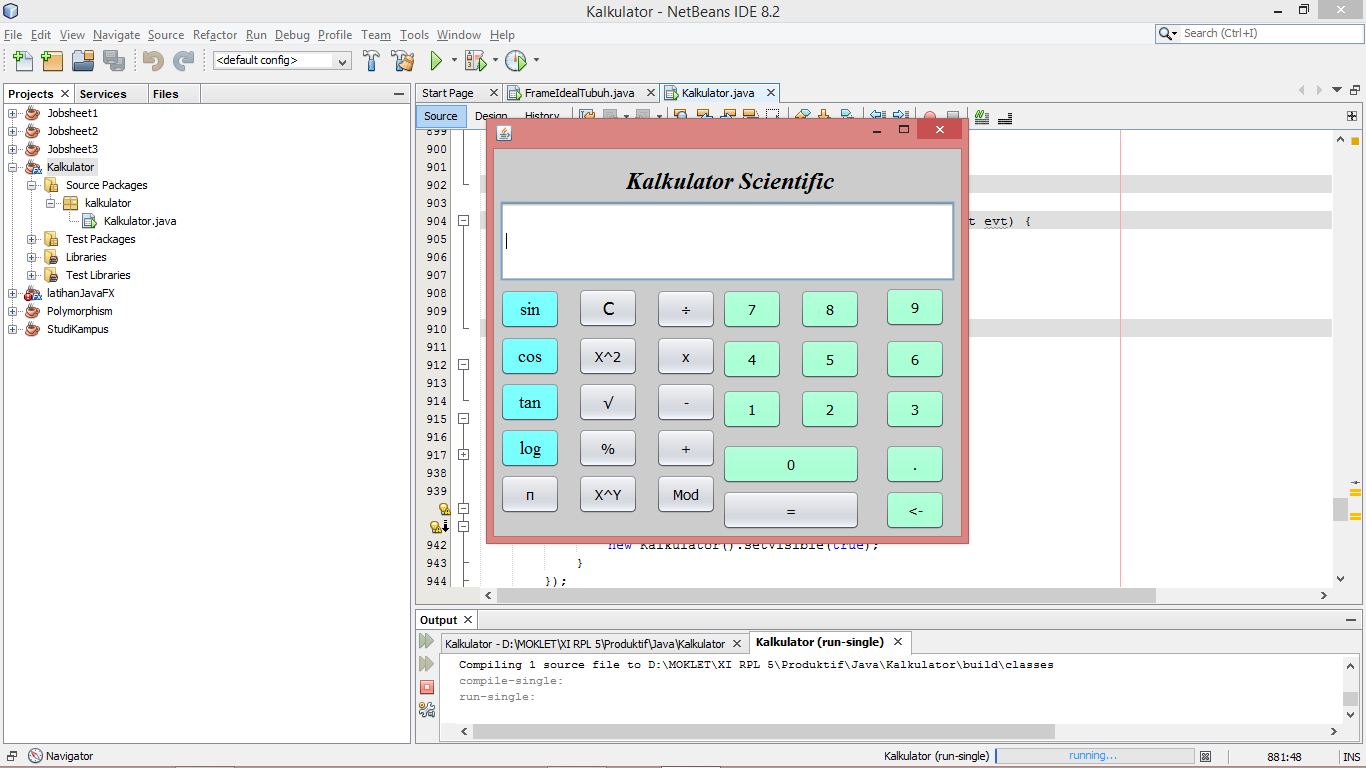 Kalkulator - NetBeans IDE 8.2
File Edit View Navigate Source Refactor Run Debug Profile Team Tools Window Help
Search (Ctrl+I)
<default config>
Projects Services Files
Jobsheet1
Jobsheet2
Jobsheet3
Kalkulator
Source Packages
kalkulator
Kalkulator.java
Test Packages
Libraries
Test Libraries
latihanJavaFX
Polymorphism
StudiKampus
Start Page FrameIdealTubuh.java Kalkulator.java
Source Design History
899
900
901
902
903
904 t evt) {
905
906
907
908
909
910
911
912
913
914
915
916
917
938
939
942 new Kalkulator().setVisible(true);
943 }
944 });
Kalkulator Scientific
sin C ÷ 7 8 9
cos X^2 x 4 5 6
tan √ - 1 2 3
log % + 0 .
п X^Y Mod = <-
Output
Kalkulator - D:\MOKLET\XI RPL 5\Produktif\Java\Kalkulator Kalkulator (run-single)
Compiling 1 source file to D:\MOKLET\XI RPL 5\Produktif\Java\Kalkulator\build\classes
compile-single:
run-single:
Navigator
Kalkulator (run-single) running... 881:48 INS